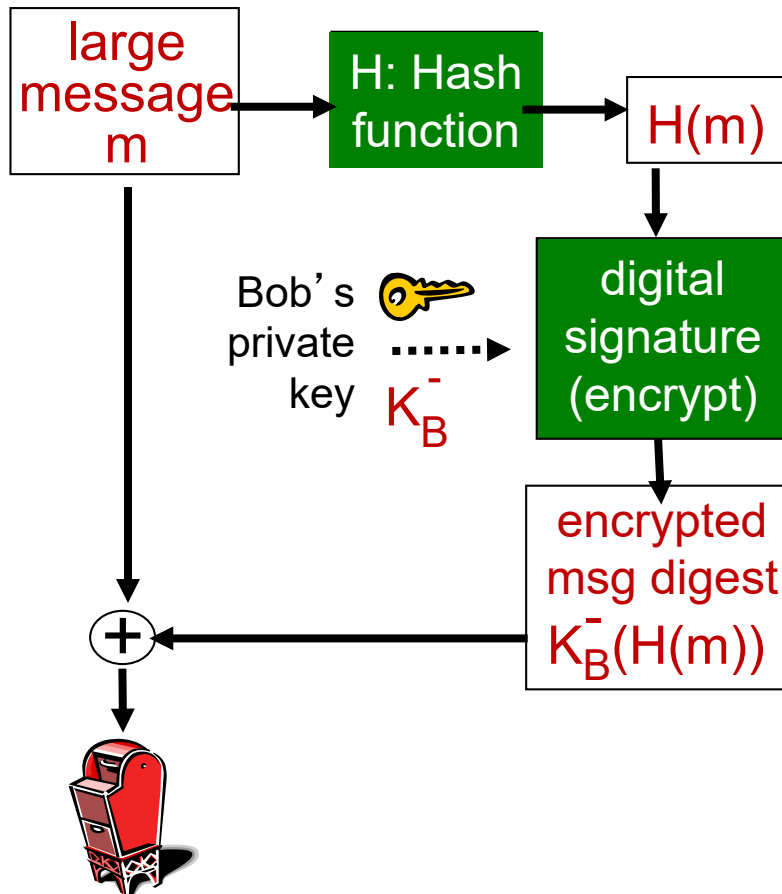 large
message
m
H: Hash
function
H(m)
Bob's
private
key
K_B^-
digital
signature
(encrypt)
encrypted
msg digest
K_B^-(H(m))
+